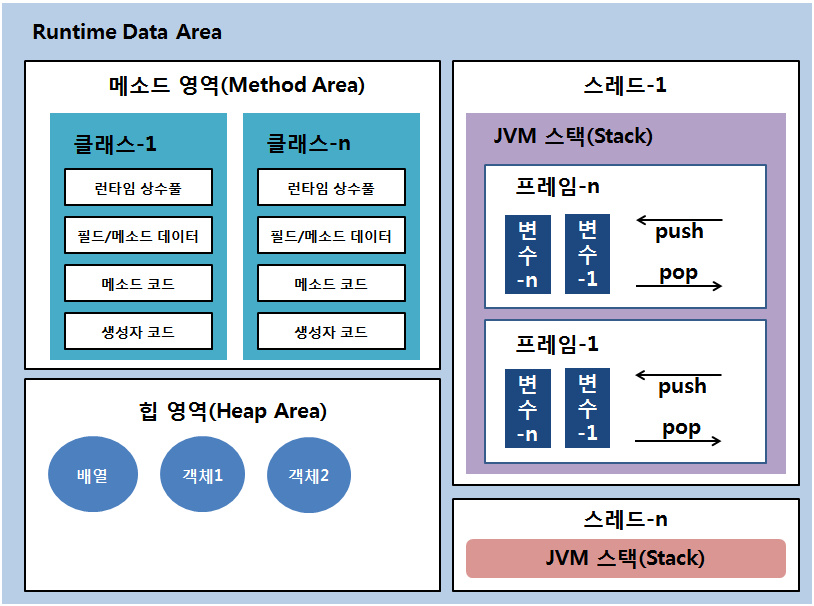 Runtime Data Area
메소드 영역(Method Area)
클래스-1
런타임 상수풀
필드/메소드 데이터
메소드 코드
생성자 코드
클래스-n
런타임 상수풀
필드/메소드 데이터
메소드 코드
생성자 코드
힙 영역(Heap Area)
배열
객체1
객체2
스레드-1
JVM 스택(Stack)
프레임-n
변
수
-n
변
수
-1
push
pop
프레임-1
변
수
-n
변
수
-1
push
pop
스레드-n
JVM 스택(Stack)